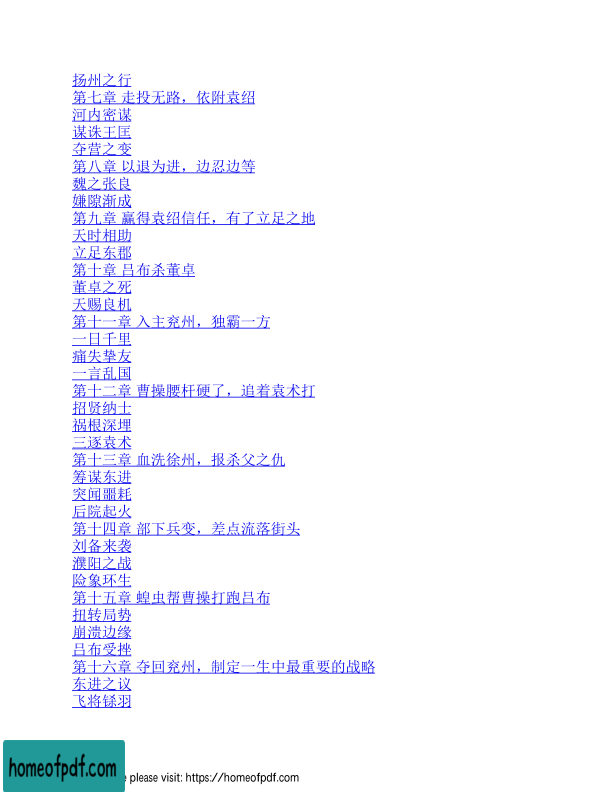 扬州之行
第七章 走投无路，依附袁绍
河内密谋
谋诛王匡
夺营之变
第八章 以退为进，边忍边等
魏之张良
嫌隙渐成
第九章 赢得袁绍信任，有了立足之地
天时相助
立足东郡
第十章 吕布杀董卓
董卓之死
天赐良机
第十一章 入主兖州，独霸一方
一日千里
痛失挚友
一言乱国
第十二章 曹操腰杆硬了，追着袁术打
招贤纳士
祸根深埋
三逐袁术
第十三章 血洗徐州，报杀父之仇
筹谋东进
突闻噩耗
后院起火
第十四章 部下兵变，差点流落街头
刘备来袭
濮阳之战
险象环生
第十五章 蝗虫帮曹操打跑吕布
扭转局势
崩溃边缘
吕布受挫
第十六章 夺回兖州，制定一生中最重要的战略
东进之议
飞将铩羽
homeofpdf.com
e please visit: https://homeofpdf.com